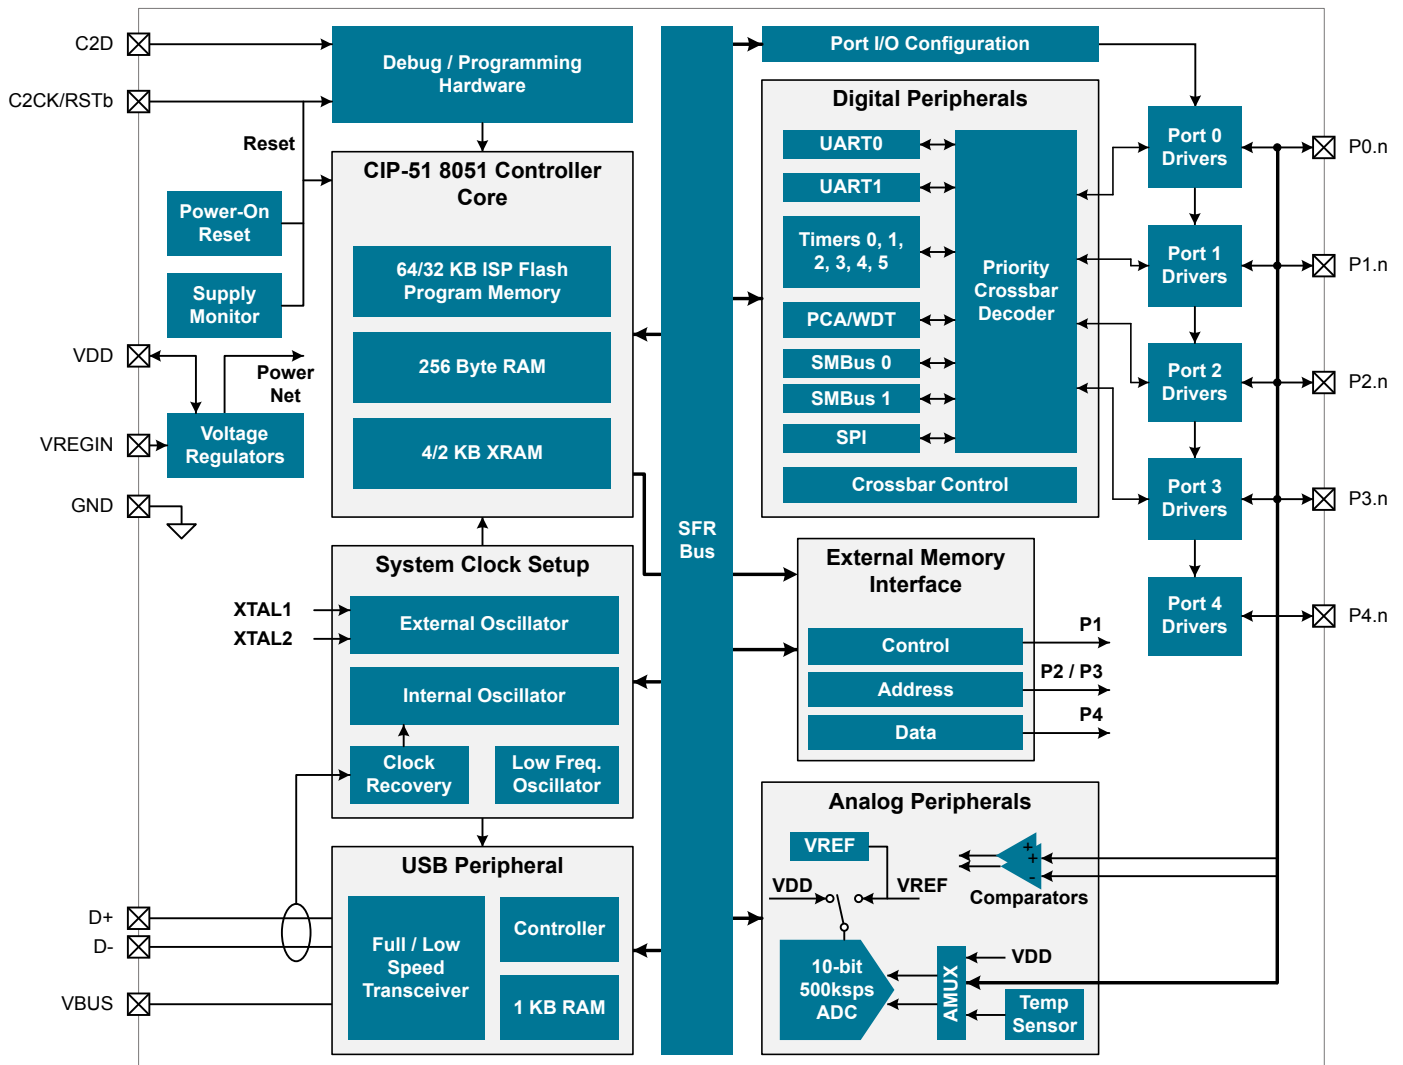 C2D
C2CK/RSTb
Debug / Programming
Hardware
Reset
Power-On
Reset
Supply
Monitor
VDD
Power
Net
VREGIN
Voltage
Regulators
GND
CIP-51 8051 Controller
Core
64/32 KB ISP Flash
Program Memory
256 Byte RAM
4/2 KB XRAM
System Clock Setup
XTAL1
XTAL2
External Oscillator
Internal Oscillator
Clock
Recovery
Low Freq.
Oscillator
USB Peripheral
D+
D-
VBUS
Full / Low
Speed
Transceiver
Controller
1 KB RAM
SFR
Bus
Port I/O Configuration
Digital Peripherals
UART0
UART1
Timers 0, 1,
2, 3, 4, 5
PCA/WDT
SMBus 0
SMBus 1
SPI
Priority
Crossbar
Decoder
Crossbar Control
Port 0
Drivers
P0.n
Port 1
Drivers
P1.n
Port 2
Drivers
P2.n
Port 3
Drivers
P3.n
Port 4
Drivers
P4.n
External Memory
Interface
Control
P1
Address
P2 / P3
Data
P4
Analog Peripherals
VREF
VDD
VREF
+
+
-
Comparators
10-bit
500ksps
ADC
AMUX
VDD
Temp
Sensor